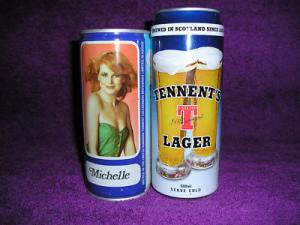 Michelle
BREWED IN SCOTLAND SINCE
TENNENT'S
T
LAGER
500ml
SERVE COLD